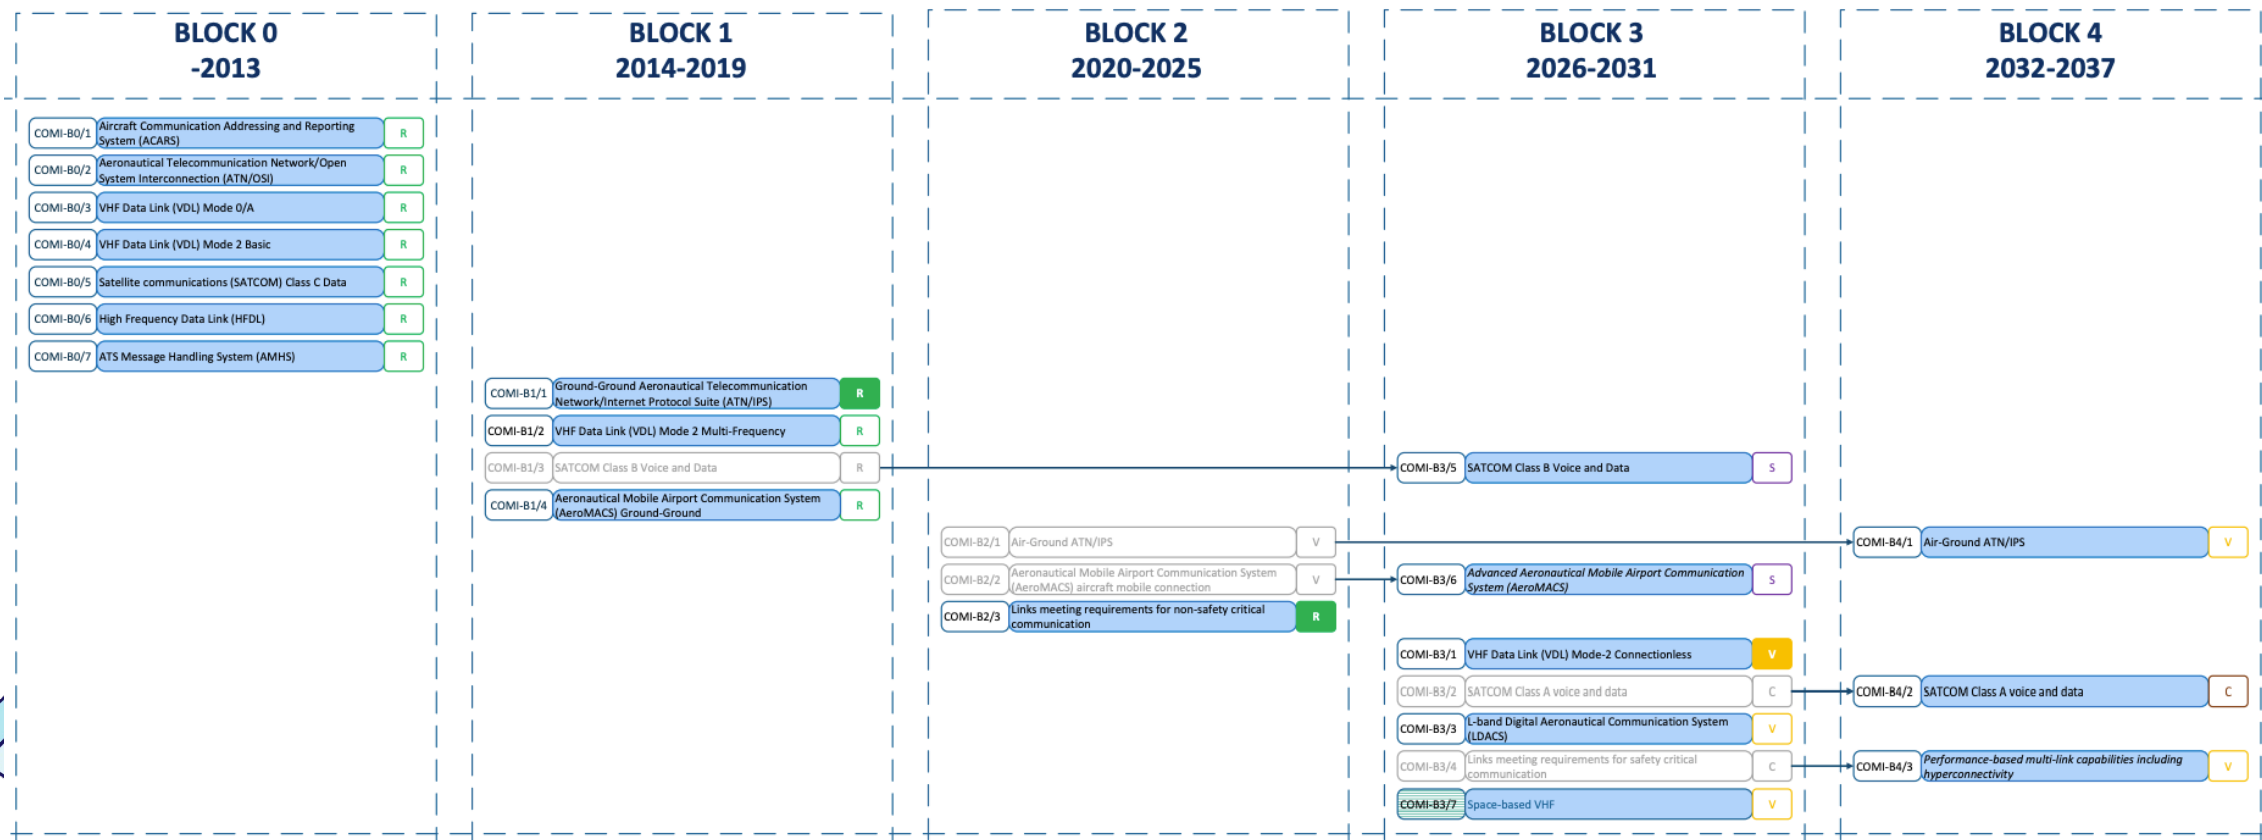 BLOCK 0
-2013
BLOCK 1
2014-2019
BLOCK 2
2020-2025
BLOCK 3
2026-2031
BLOCK 4
2032-2037
COMI-B0/1
Aircraft Communication Addressing and Reporting
System (ACARS)
R
COMI-B0/2
Aeronautical Telecommunication Network/Open
System Interconnection (ATN/OSI)
R
COMI-B0/3
VHF Data Link (VDL) Mode 0/A
R
COMI-B0/4
VHF Data Link (VDL) Mode 2 Basic
R
COMI-B0/5
Satellite communications (SATCOM) Class C Data
R
COMI-B0/6
High Frequency Data Link (HFDL)
R
COMI-B0/7
ATS Message Handling System (AMHS)
R
COMI-B1/1
Ground-Ground Aeronautical Telecommunication
Network/Internet Protocol Suite (ATN/IPS)
R
COMI-B1/2
VHF Data Link (VDL) Mode 2 Multi-Frequency
R
COMI-B1/3
SATCOM Class B Voice and Data
R
COMI-B1/4
Aeronautical Mobile Airport Communication System
(AeroMACS) Ground-Ground
R
COMI-B2/1
Air-Ground ATN/IPS
V
COMI-B2/2
Aeronautical Mobile Airport Communication System
(AeroMACS) aircraft mobile connection
V
COMI-B2/3
Links meeting requirements for non-safety critical
communication
R
COMI-B3/5
SATCOM Class B Voice and Data
S
COMI-B3/6
Advanced Aeronautical Mobile Airport Communication
System (AeroMACS)
S
COMI-B3/1
VHF Data Link (VDL) Mode-2 Connectionless
V
COMI-B3/2
SATCOM Class A voice and data
C
COMI-B3/3
L-band Digital Aeronautical Communication System
(LDACS)
V
COMI-B3/4
Links meeting requirements for safety critical
communication
C
COMI-B3/7
Space-based VHF
V
COMI-B4/1
Air-Ground ATN/IPS
V
COMI-B4/2
SATCOM Class A voice and data
C
COMI-B4/3
Performance-based multi-link capabilities including
hyperconnectivity
V